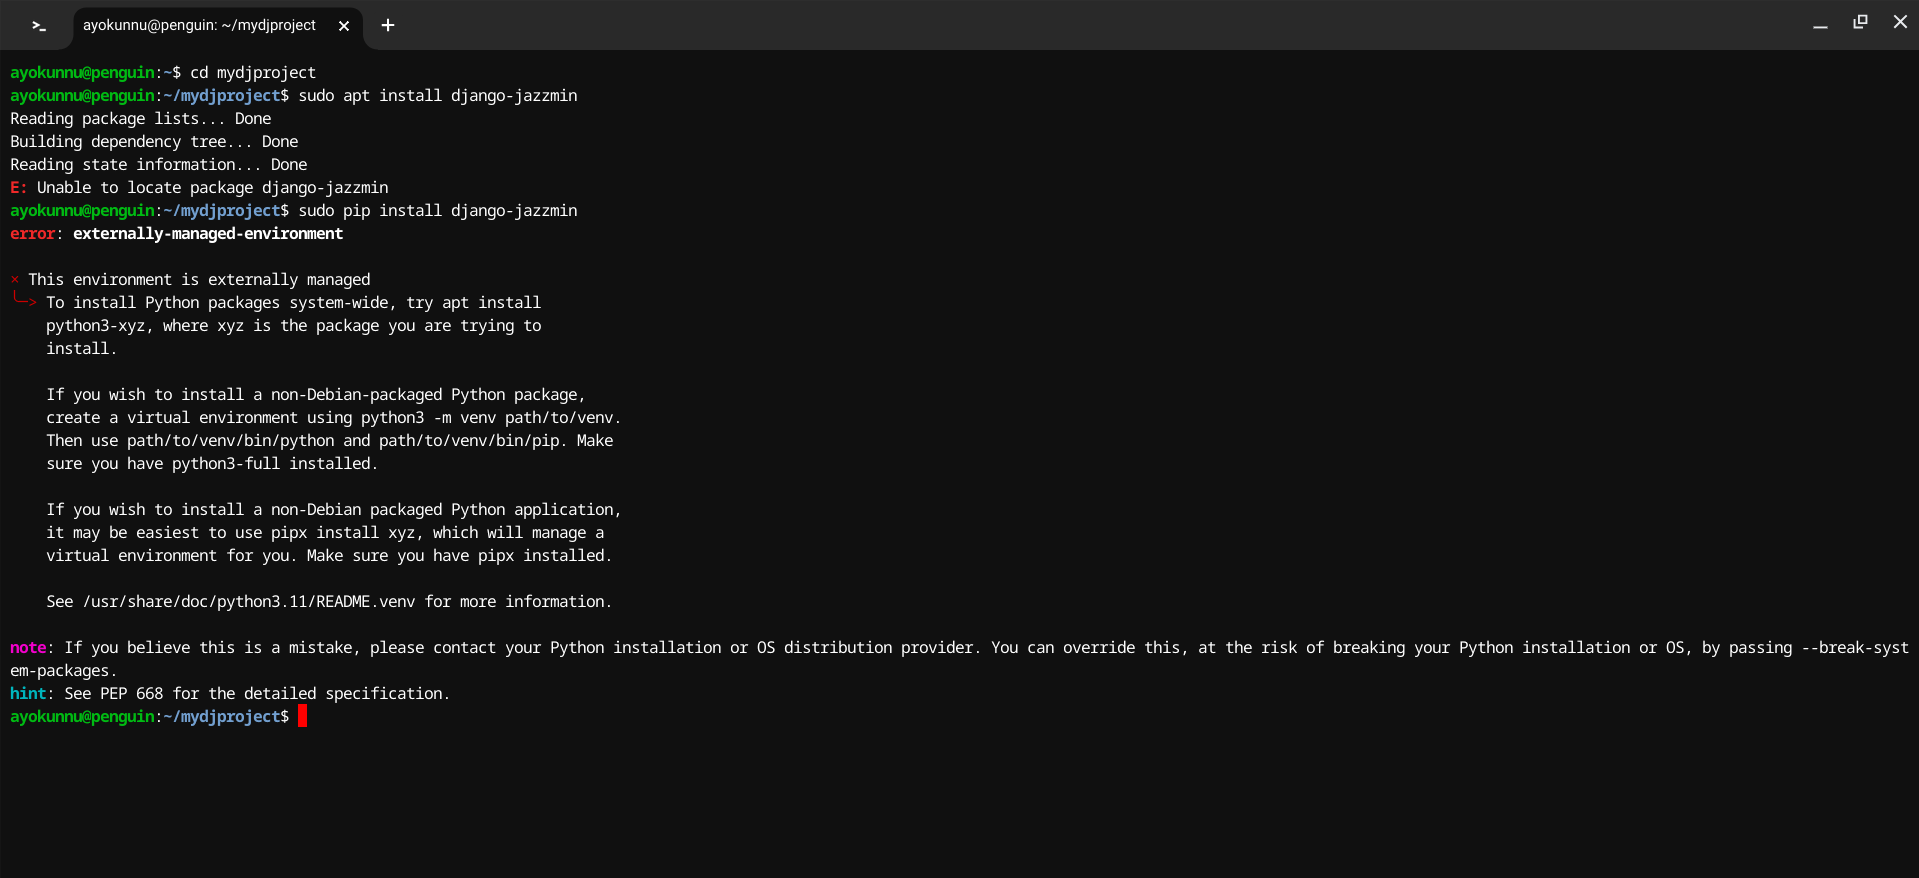 >_ ayokunnu@penguin: ~/mydjproject × +
ayokunnu@penguin:~$ cd mydjproject
ayokunnu@penguin:~/mydjproject$ sudo apt install django-jazzmin
Reading package lists... Done
Building dependency tree... Done
Reading state information... Done
E: Unable to locate package django-jazzmin
ayokunnu@penguin:~/mydjproject$ sudo pip install django-jazzmin
error: externally-managed-environment
× This environment is externally managed
╰─> To install Python packages system-wide, try apt install
python3-xyz, where xyz is the package you are trying to
install.
If you wish to install a non-Debian-packaged Python package,
create a virtual environment using python3 -m venv path/to/venv.
Then use path/to/venv/bin/python and path/to/venv/bin/pip. Make
sure you have python3-full installed.
If you wish to install a non-Debian packaged Python application,
it may be easiest to use pipx install xyz, which will manage a
virtual environment for you. Make sure you have pipx installed.
See /usr/share/doc/python3.11/README.venv for more information.
note: If you believe this is a mistake, please contact your Python installation or OS distribution provider. You can override this, at the risk of breaking your Python installation or OS, by passing --break-syst
em-packages.
hint: See PEP 668 for the detailed specification.
ayokunnu@penguin:~/mydjproject$